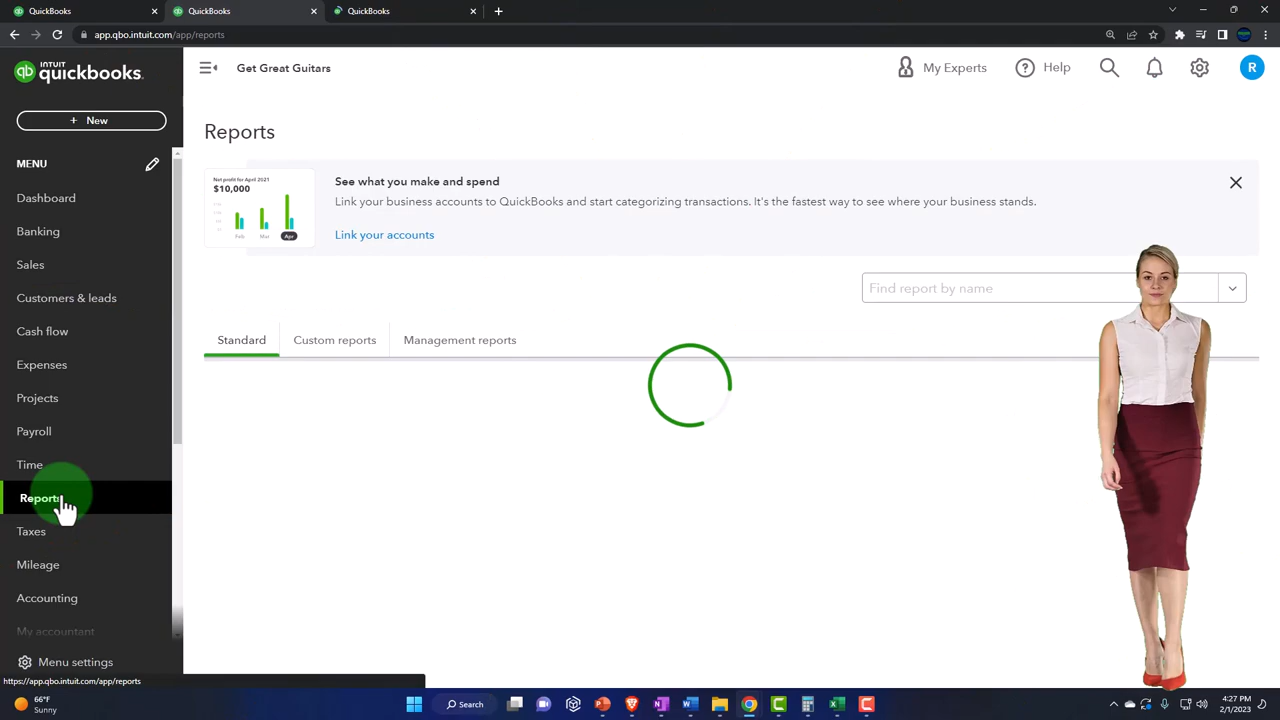 QuickBooks
QuickBooks
QuickBooks
app.qbo.intuit.com/app/reports
INTUIT
quickbooks.
Get Great Guitars
My Experts
Help
R
+ New
MENU
Dashboard
Banking
Sales
Customers & leads
Cash flow
Expenses
Projects
Payroll
Time
Reports
Taxes
Mileage
Accounting
My accountant
Menu settings
Reports
Net profit for April 2021
$10,000
Feb Mar Apr
See what you make and spend
Link your business accounts to QuickBooks and start categorizing transactions. It's the fastest way to see where your business stands.
Link your accounts
Find report by name
Standard
Custom reports
Management reports
https://app.qbo.intuit.com/app/reports
66°F
Sunny
Search
4:27 PM
2/1/2023